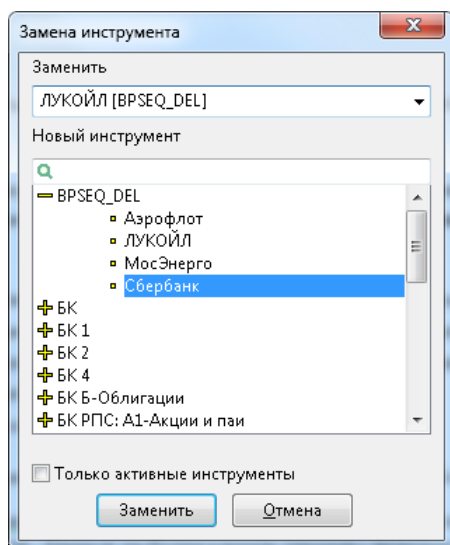 Замена инструмента
Заменить
ЛУКОЙЛ [BPSEQ_DEL]
Новый инструмент
BPSEQ_DEL
Аэрофлот
ЛУКОЙЛ
МосЭнерго
Сбербанк
БК
БК 1
БК 2
БК 4
БК Б-Облигации
БК РПС: А1-Акции и паи
Только активные инструменты
Заменить Отмена